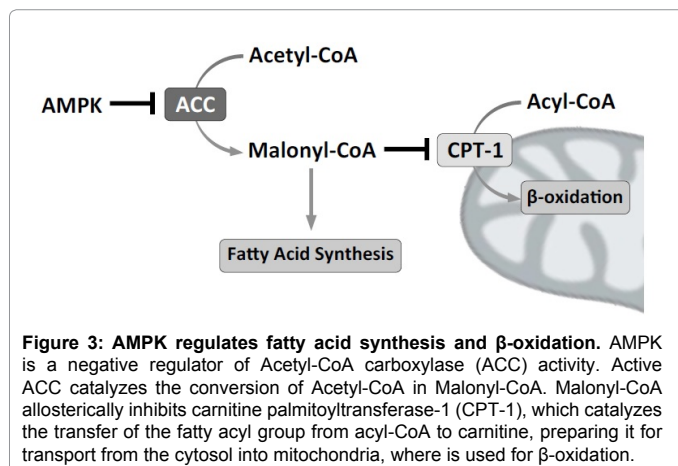 Acetyl-CoA
AMPK
ACC
Acyl-CoA
Malonyl-CoA
CPT-1
β-oxidation
Fatty Acid Synthesis
Figure 3: AMPK regulates fatty acid synthesis and β-oxidation. AMPK
is a negative regulator of Acetyl-CoA carboxylase (ACC) activity. Active
ACC catalyzes the conversion of Acetyl-CoA in Malonyl-CoA. Malonyl-CoA
allosterically inhibits carnitine palmitoyltransferase-1 (CPT-1), which catalyzes
the transfer of the fatty acyl group from acyl-CoA to carnitine, preparing it for
transport from the cytosol into mitochondria, where is used for β-oxidation.